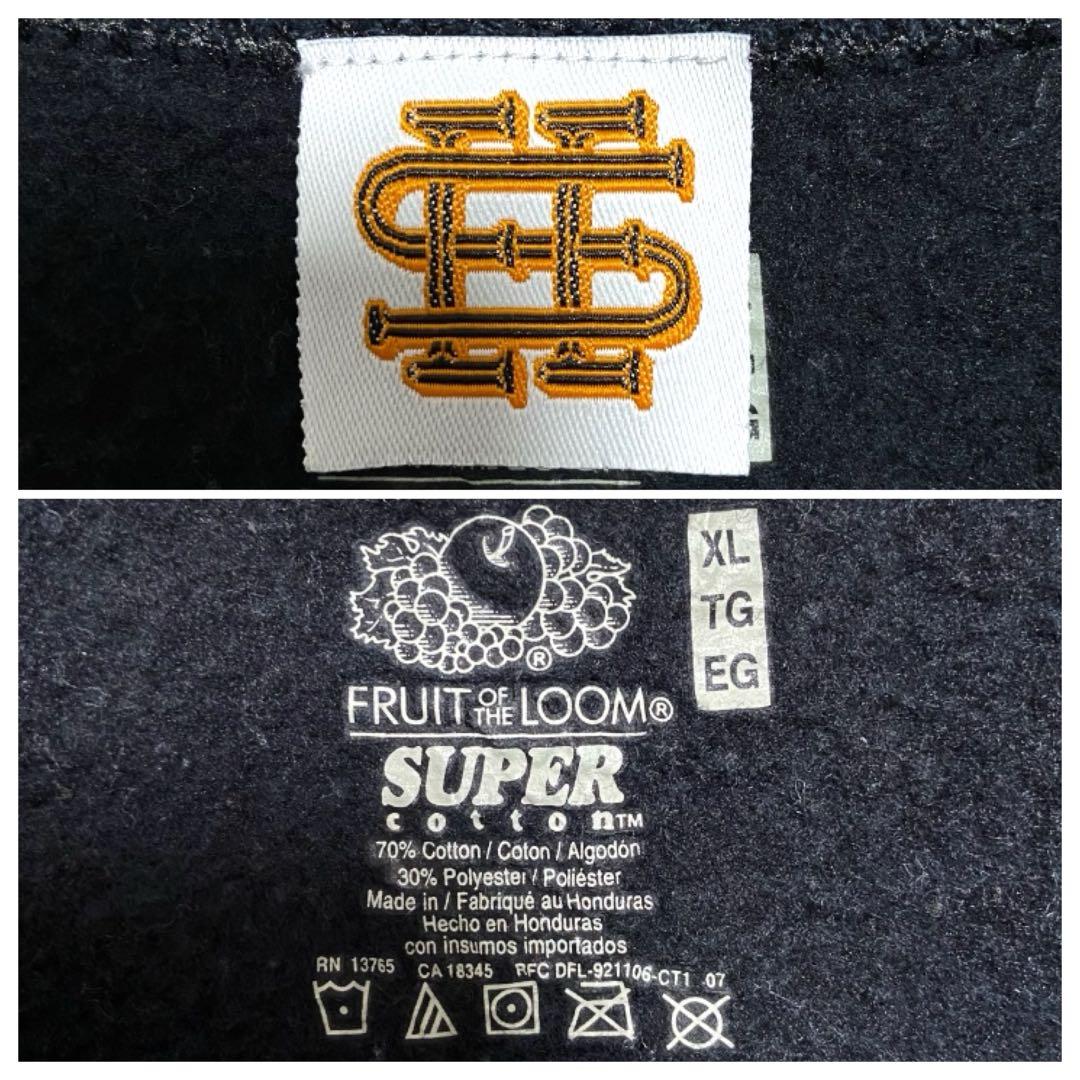 SH
®
XL
TG
EG
FRUIT OF THE LOOM®
SUPER
cotton™
70% Cotton / Coton / Algodón
30% Polyester / Poliéster
Made in / Fabriqué au Honduras
Hecho en Honduras
con insumos importados
RN 13765 CA 18345 RFC DFL-921106-CT1 07